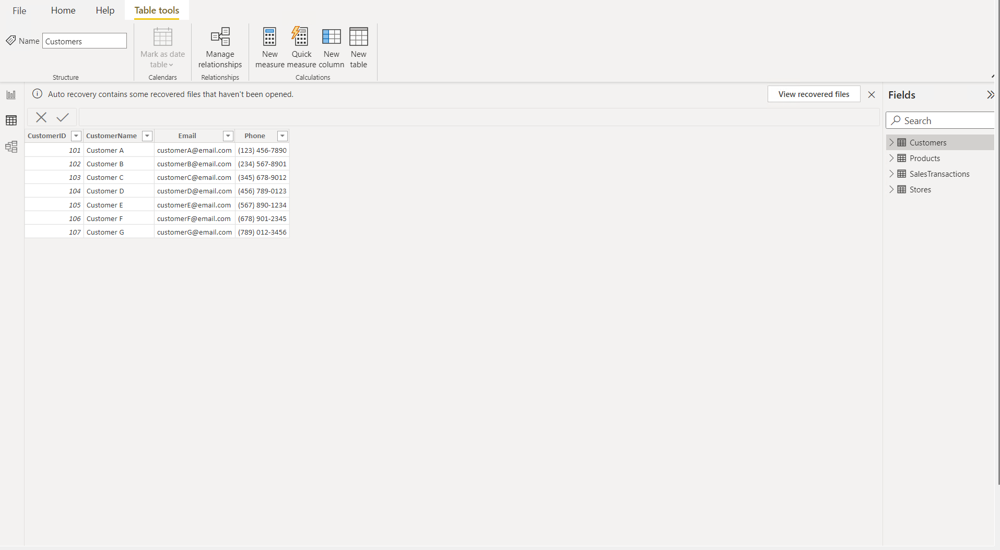 File Home Help Table tools
Name Customers
Mark as date table
Manage relationships
New measure
Quick measure
New column
New table
Structure Calendars Relationships Calculations
Auto recovery contains some recovered files that haven't been opened.
View recovered files
Fields
Search
Customers
Products
SalesTransactions
Stores
CustomerID CustomerName Email Phone
101 Customer A customerA@email.com (123) 456-7890
102 Customer B customerB@email.com (234) 567-8901
103 Customer C customerC@email.com (345) 678-9012
104 Customer D customerD@email.com (456) 789-0123
105 Customer E customerE@email.com (567) 890-1234
106 Customer F customerF@email.com (678) 901-2345
107 Customer G customerG@email.com (789) 012-3456